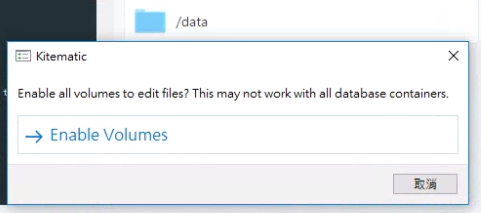 /data
Kitematic
Enable all volumes to edit files? This may not work with all database containers.
Enable Volumes
取消